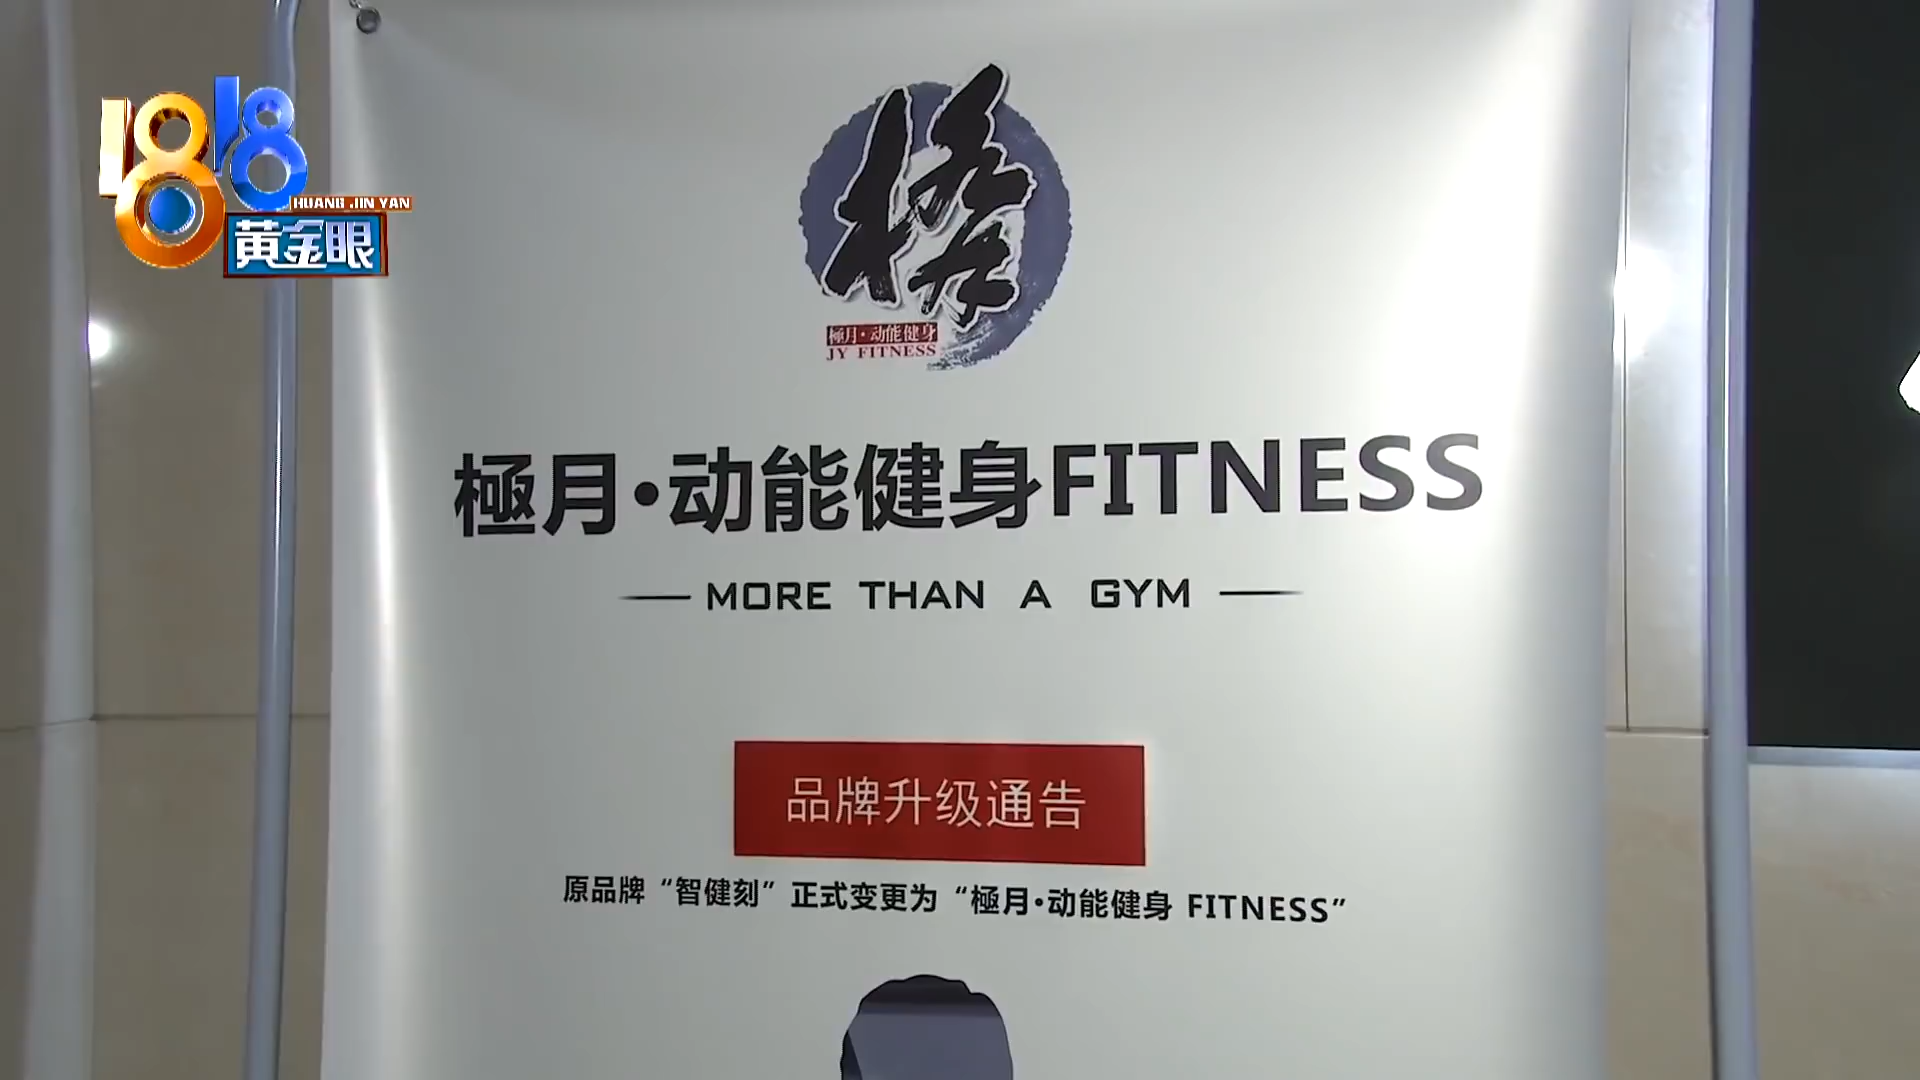 1818
HUANG JIN YAN
黄金眼
極月·动能健身
JY FITNESS
極月·动能健身FITNESS
MORE THAN A GYM
品牌升级通告
原品牌“智健刻”正式变更为“極月·动能健身 FITNESS”